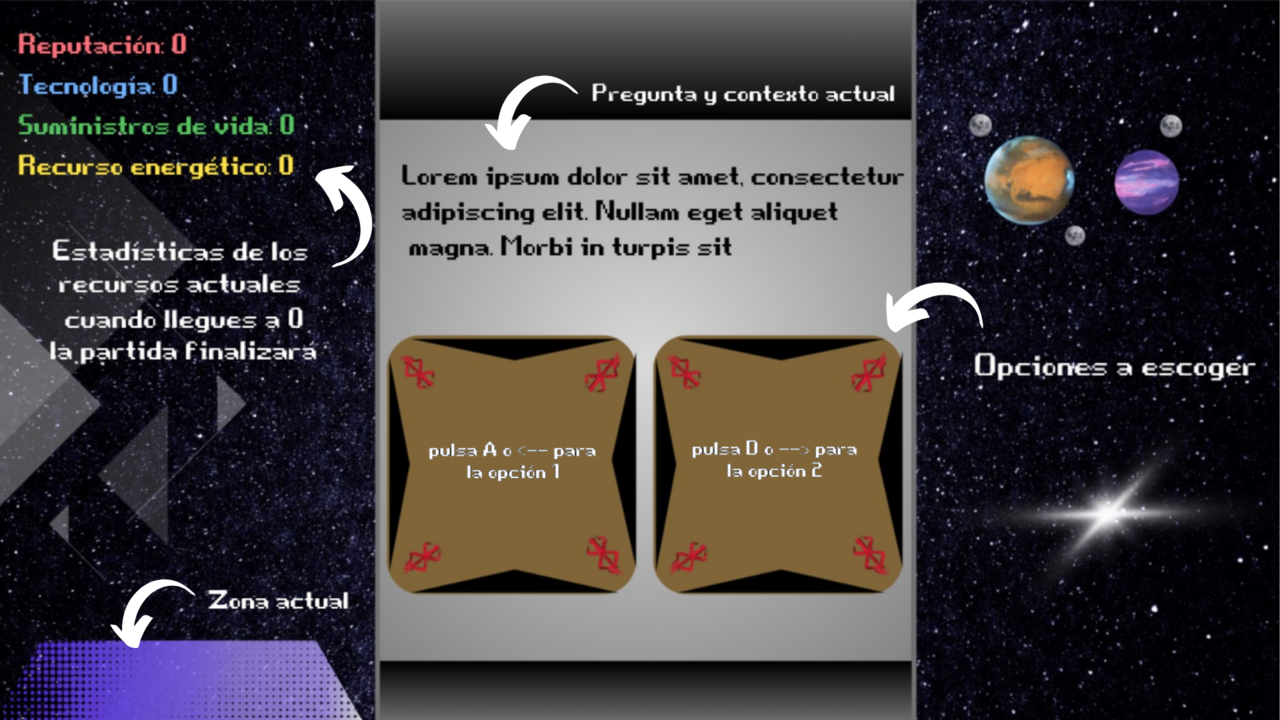 Reputación: 0
Tecnología: 0
Suministros de vida: 0
Recurso energético: 0
Estadísticas de los
recursos actuales
cuando llegues a 0
la partida finalizará
Zona actual
Pregunta y contexto actual
Lorem ipsum dolor sit amet, consectetur
adipiscing elit. Nullam eget aliquet
magna. Morbi in turpis sit
pulsa A o <-- para
la opción 1
pulsa D o --> para
la opción 2
Opciones a escoger